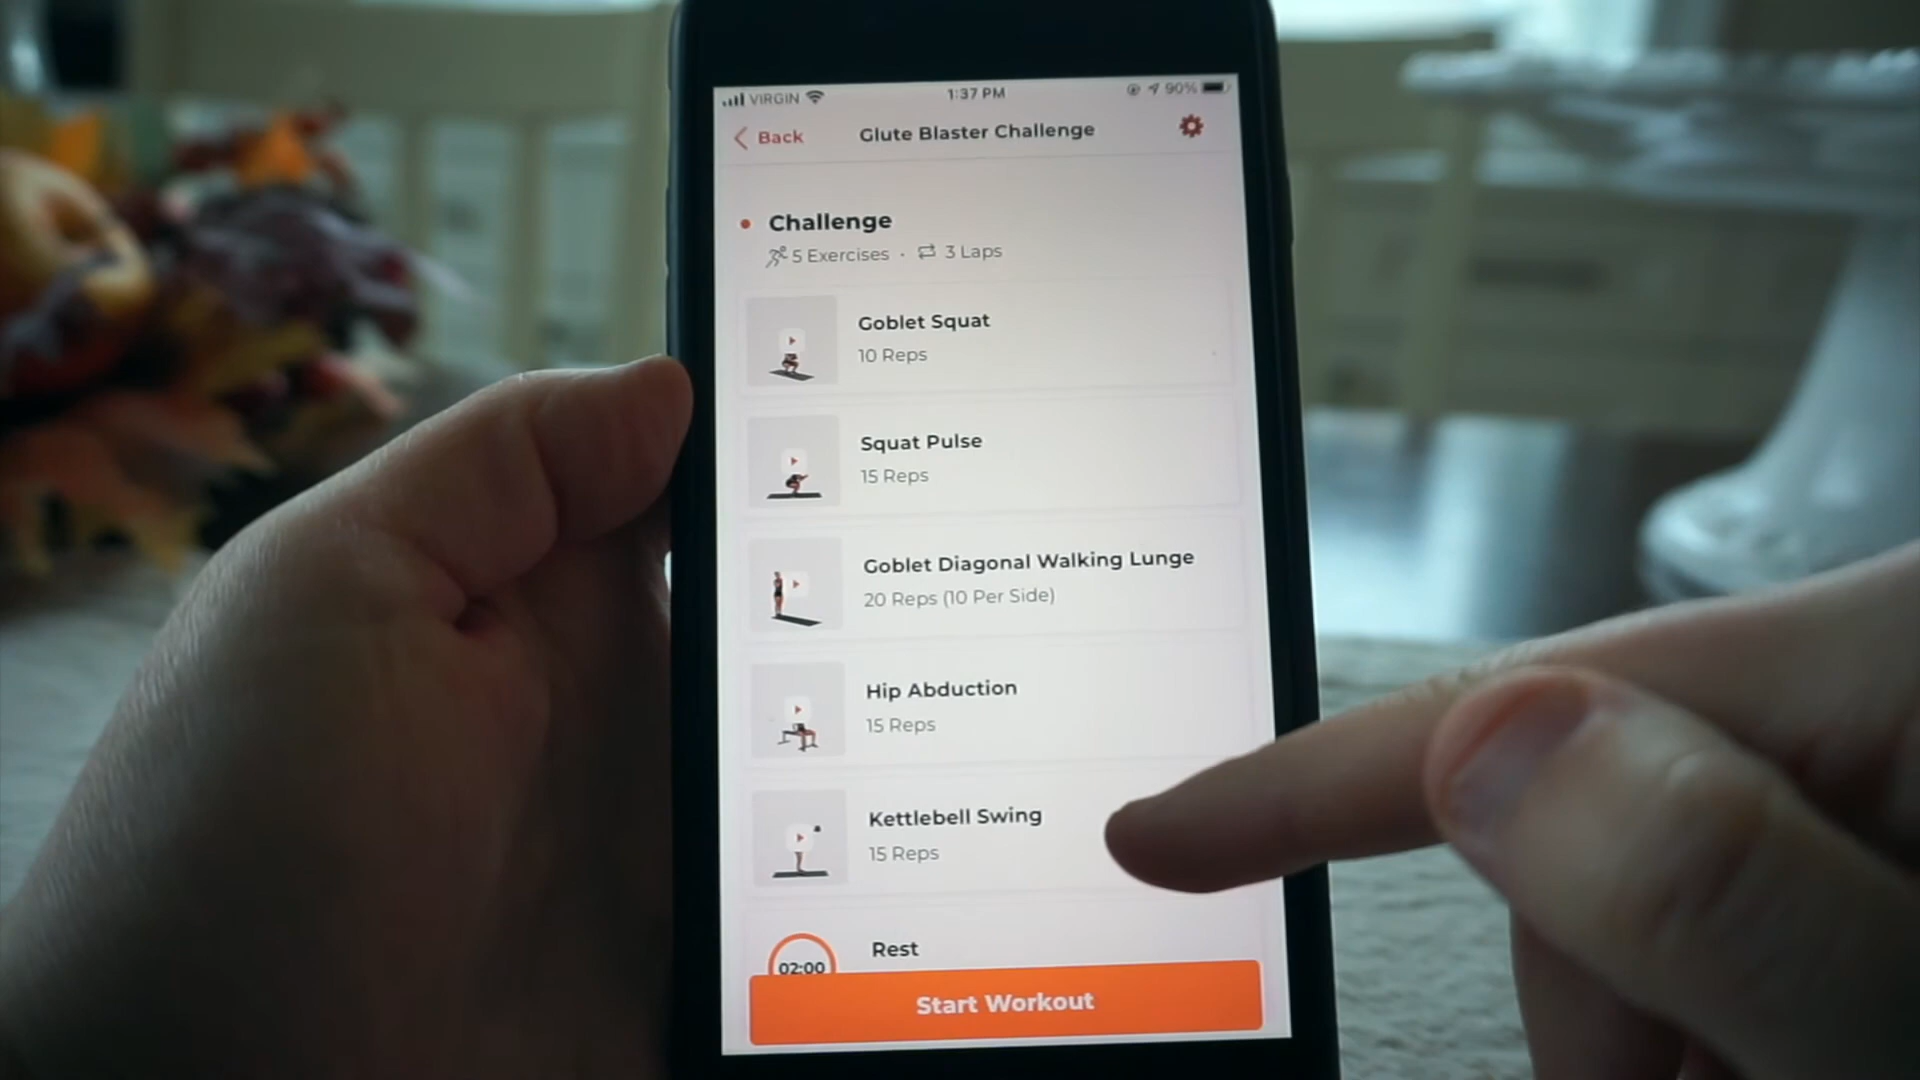 VIRGIN 1:37 PM 90%
Back Glute Blaster Challenge
Challenge
5 Exercises · 3 Laps
Goblet Squat
10 Reps
Squat Pulse
15 Reps
Goblet Diagonal Walking Lunge
20 Reps (10 Per Side)
Hip Abduction
15 Reps
Kettlebell Swing
15 Reps
Rest
02:00
Start Workout